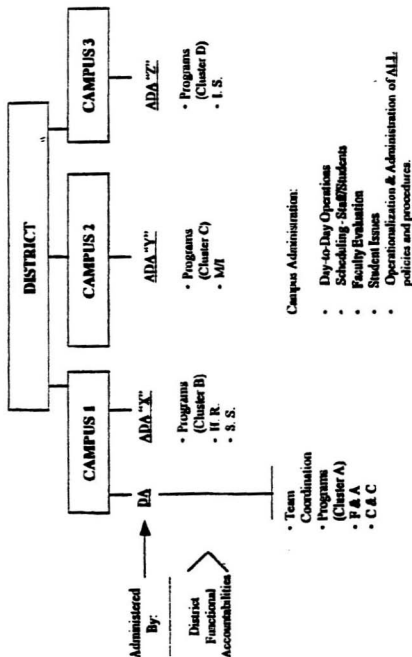 DISTRICT
CAMPUS 1
CAMPUS 2
CAMPUS 3
Administered
By:
DA
ADA "X"
ADA "Y"
ADA "Z"
District
Functional
Accountabilities
• Team
Coordination
• Programs
(Cluster A)
• F & A
• C & C
• Programs
(Cluster B)
• H. R.
• S. S.
• Programs
(Cluster C)
• M/I
• Programs
(Cluster D)
• I. S.
Campus Administration:
• Day-to-Day Operations
• Scheduling - Staff/Students
• Faculty Evaluation
• Student Issues
• Operationalization & Administration of ALL
policies and procedures.